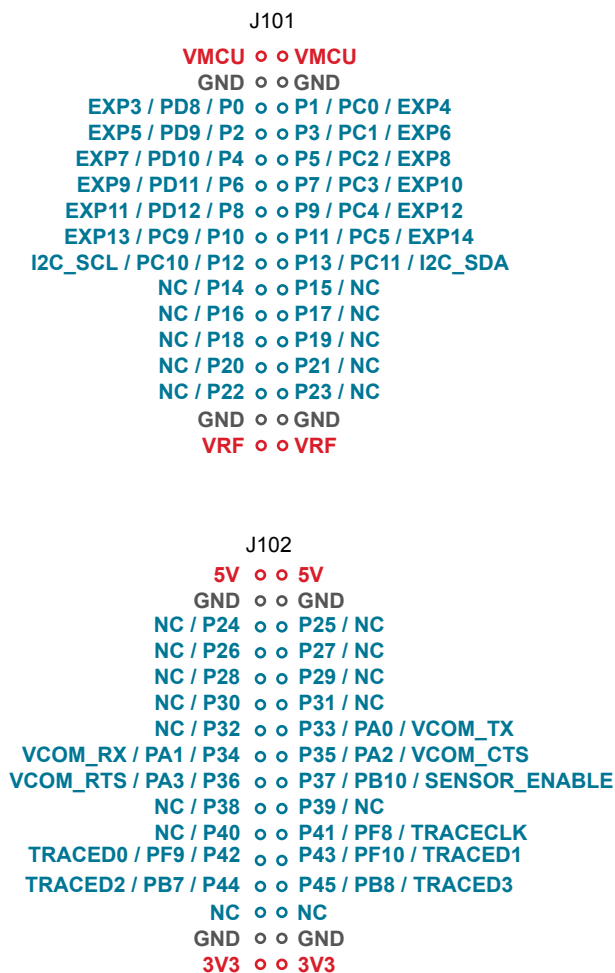 J101
VMCU VMCU
GND GND
EXP3 / PD8 / P0 P1 / PC0 / EXP4
EXP5 / PD9 / P2 P3 / PC1 / EXP6
EXP7 / PD10 / P4 P5 / PC2 / EXP8
EXP9 / PD11 / P6 P7 / PC3 / EXP10
EXP11 / PD12 / P8 P9 / PC4 / EXP12
EXP13 / PC9 / P10 P11 / PC5 / EXP14
I2C_SCL / PC10 / P12 P13 / PC11 / I2C_SDA
NC / P14 P15 / NC
NC / P16 P17 / NC
NC / P18 P19 / NC
NC / P20 P21 / NC
NC / P22 P23 / NC
GND GND
VRF VRF
J102
5V 5V
GND GND
NC / P24 P25 / NC
NC / P26 P27 / NC
NC / P28 P29 / NC
NC / P30 P31 / NC
NC / P32 P33 / PA0 / VCOM_TX
VCOM_RX / PA1 / P34 P35 / PA2 / VCOM_CTS
VCOM_RTS / PA3 / P36 P37 / PB10 / SENSOR_ENABLE
NC / P38 P39 / NC
NC / P40 P41 / PF8 / TRACECLK
TRACED0 / PF9 / P42 P43 / PF10 / TRACED1
TRACED2 / PB7 / P44 P45 / PB8 / TRACED3
NC NC
GND GND
3V3 3V3